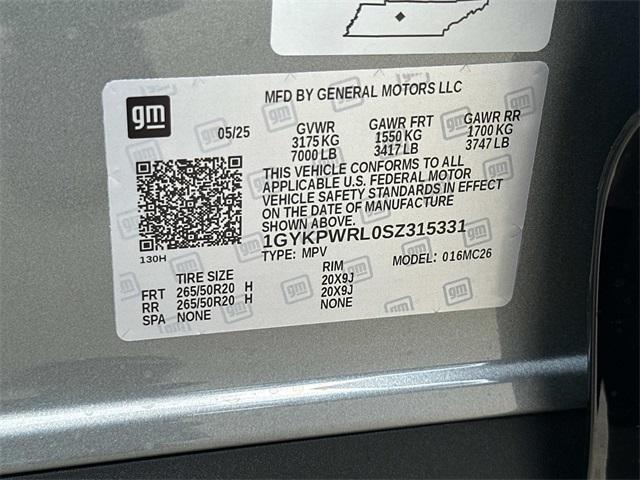 MFD BY GENERAL MOTORS LLC
gm
05/25 GVWR GAWR FRT GAWR RR
3175 KG 1550 KG 1700 KG
7000 LB 3417 LB 3747 LB
THIS VEHICLE CONFORMS TO ALL
APPLICABLE U.S. FEDERAL MOTOR
VEHICLE SAFETY STANDARDS IN EFFECT
ON THE DATE OF MANUFACTURE
SHOWN ABOVE.
1GYKPWRL0SZ315331
130H TYPE: MPV MODEL: 016MC26
TIRE SIZE RIM
FRT 265/50R20 H 20X9J
RR 265/50R20 H 20X9J
SPA NONE NONE